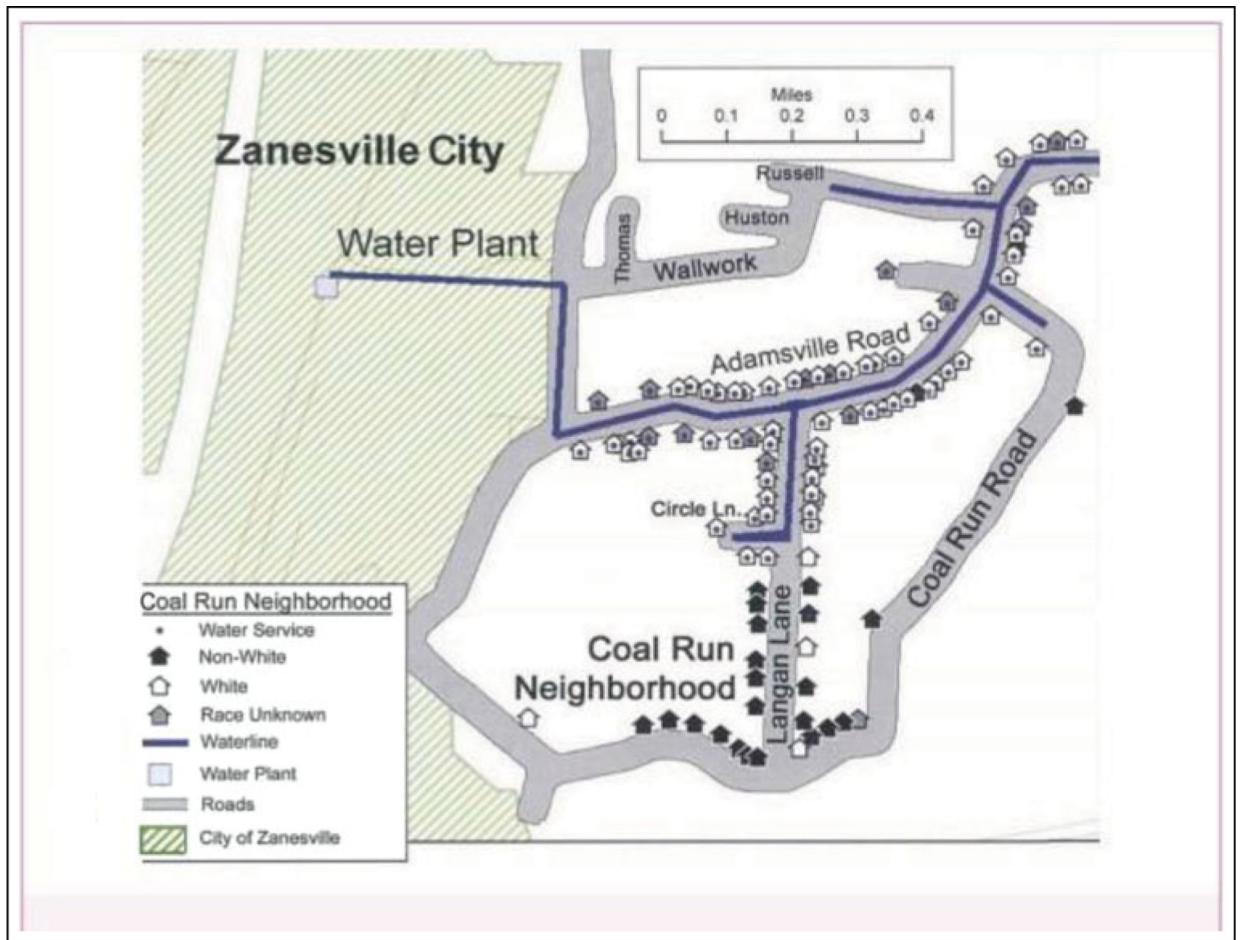 Miles
0 0.1 0.2 0.3 0.4
Zanesville City
Russell
Huston
Thomas
Water Plant
Wallwork
Adamsville Road
Circle Ln.
Coal Run Road
Coal Run
Neighborhood
Langan Lane
Coal Run Neighborhood
Water Service
Non-White
White
Race Unknown
Waterline
Water Plant
Roads
City of Zanesville